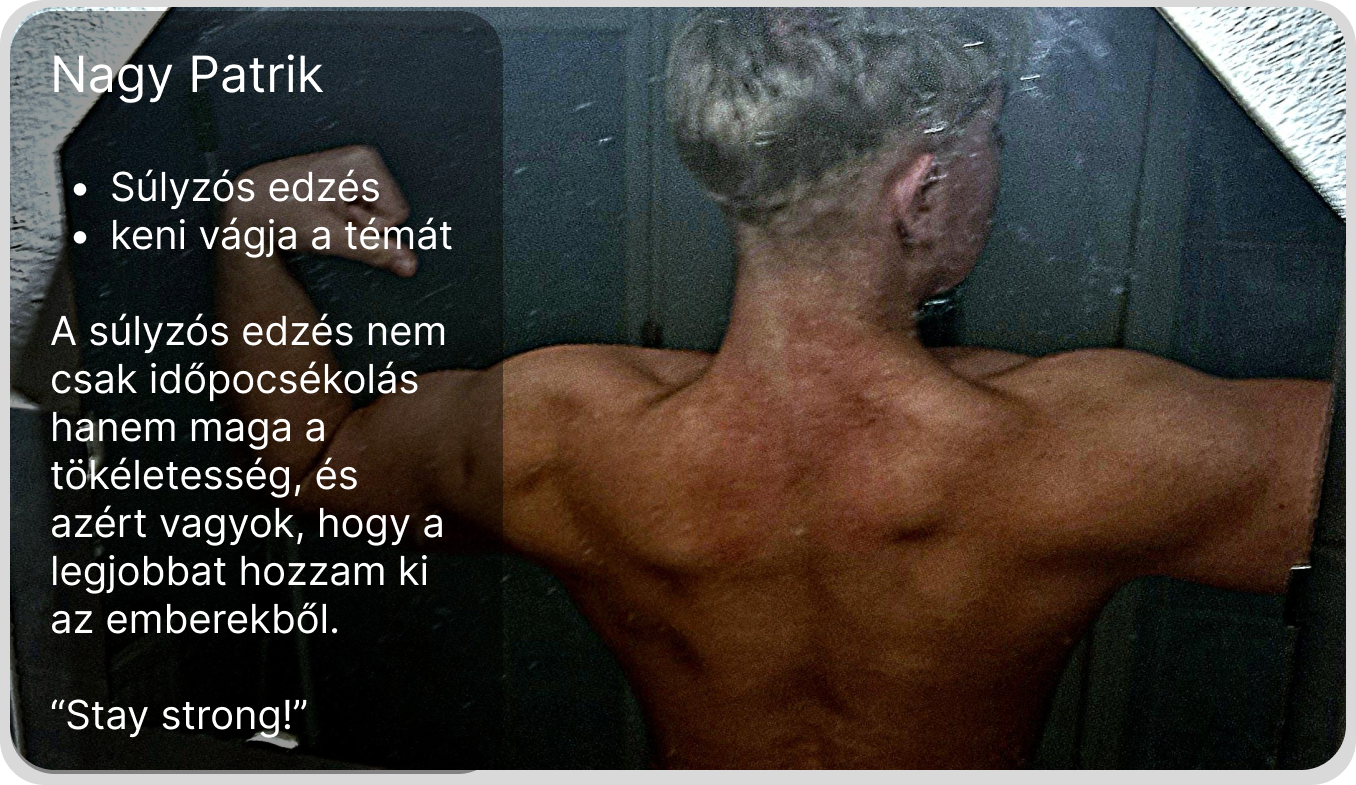 Nagy Patrik
• Súlyzós edzés
• keni vágja a témát
A súlyzós edzés nem
csak időpocsékolás
hanem maga a
tökéletesség, és
azért vagyok, hogy a
legjobbat hozzam ki
az emberekből.
“Stay strong!”